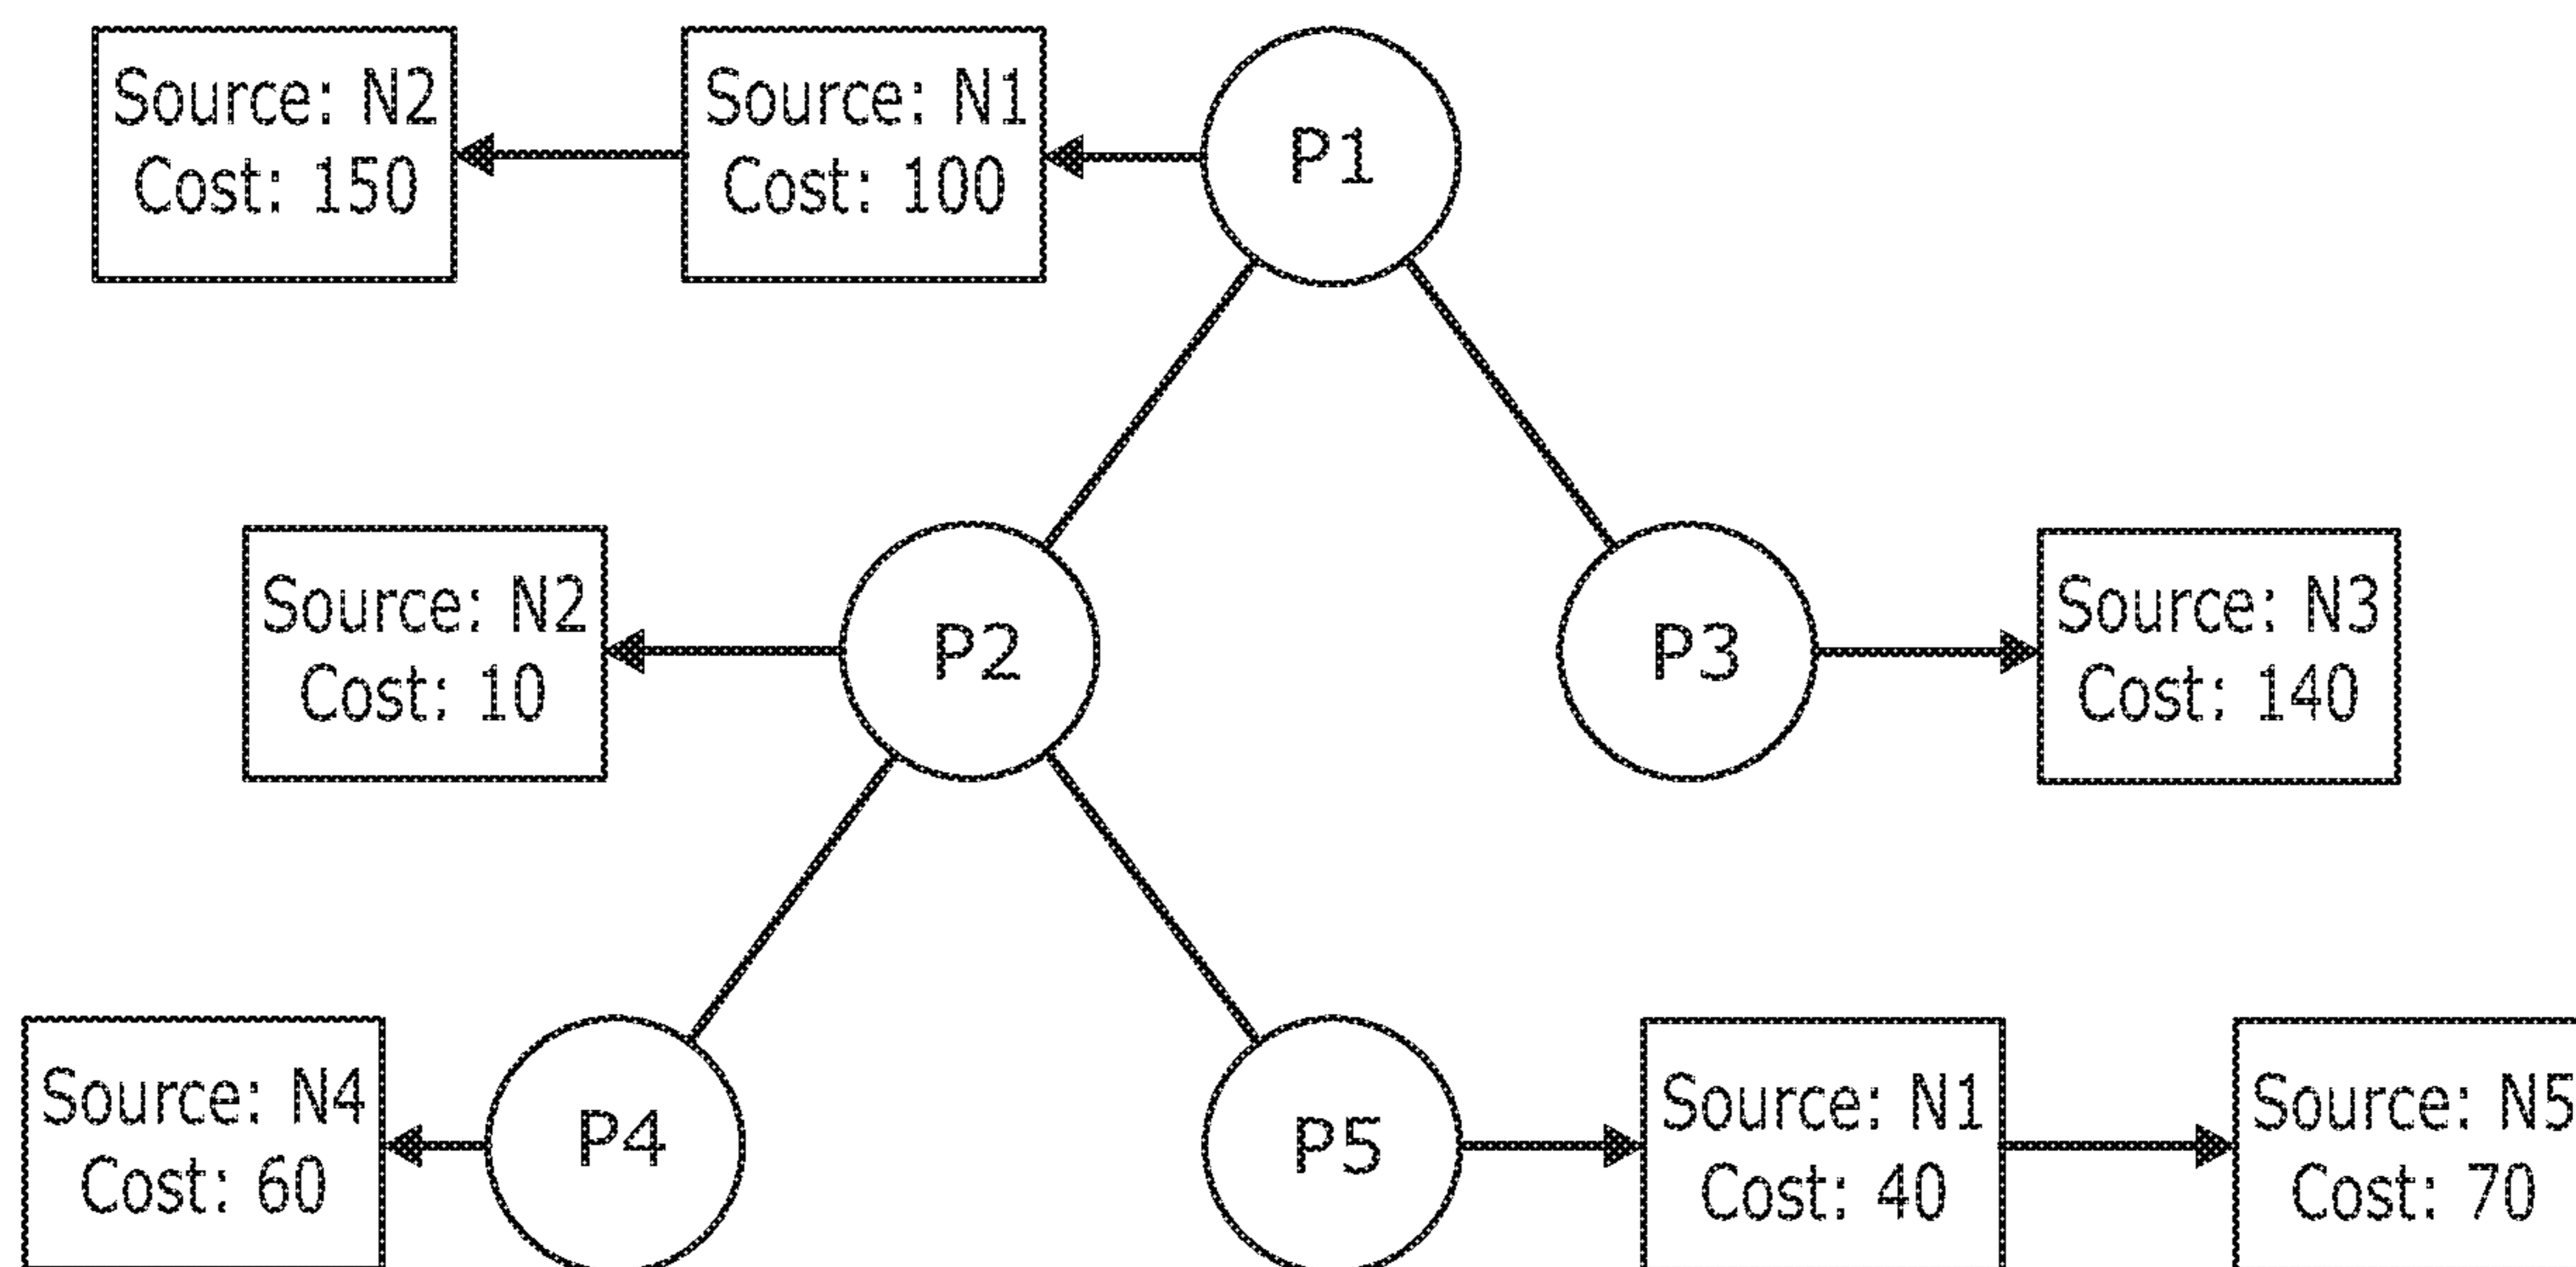 Source: N2
Cost: 150
Source: N1
Cost: 100
P1
Source: N2
Cost: 10
P2
P3
Source: N3
Cost: 140
Source: N4
Cost: 60
P4
P5
Source: N1
Cost: 40
Source: N5
Cost: 70